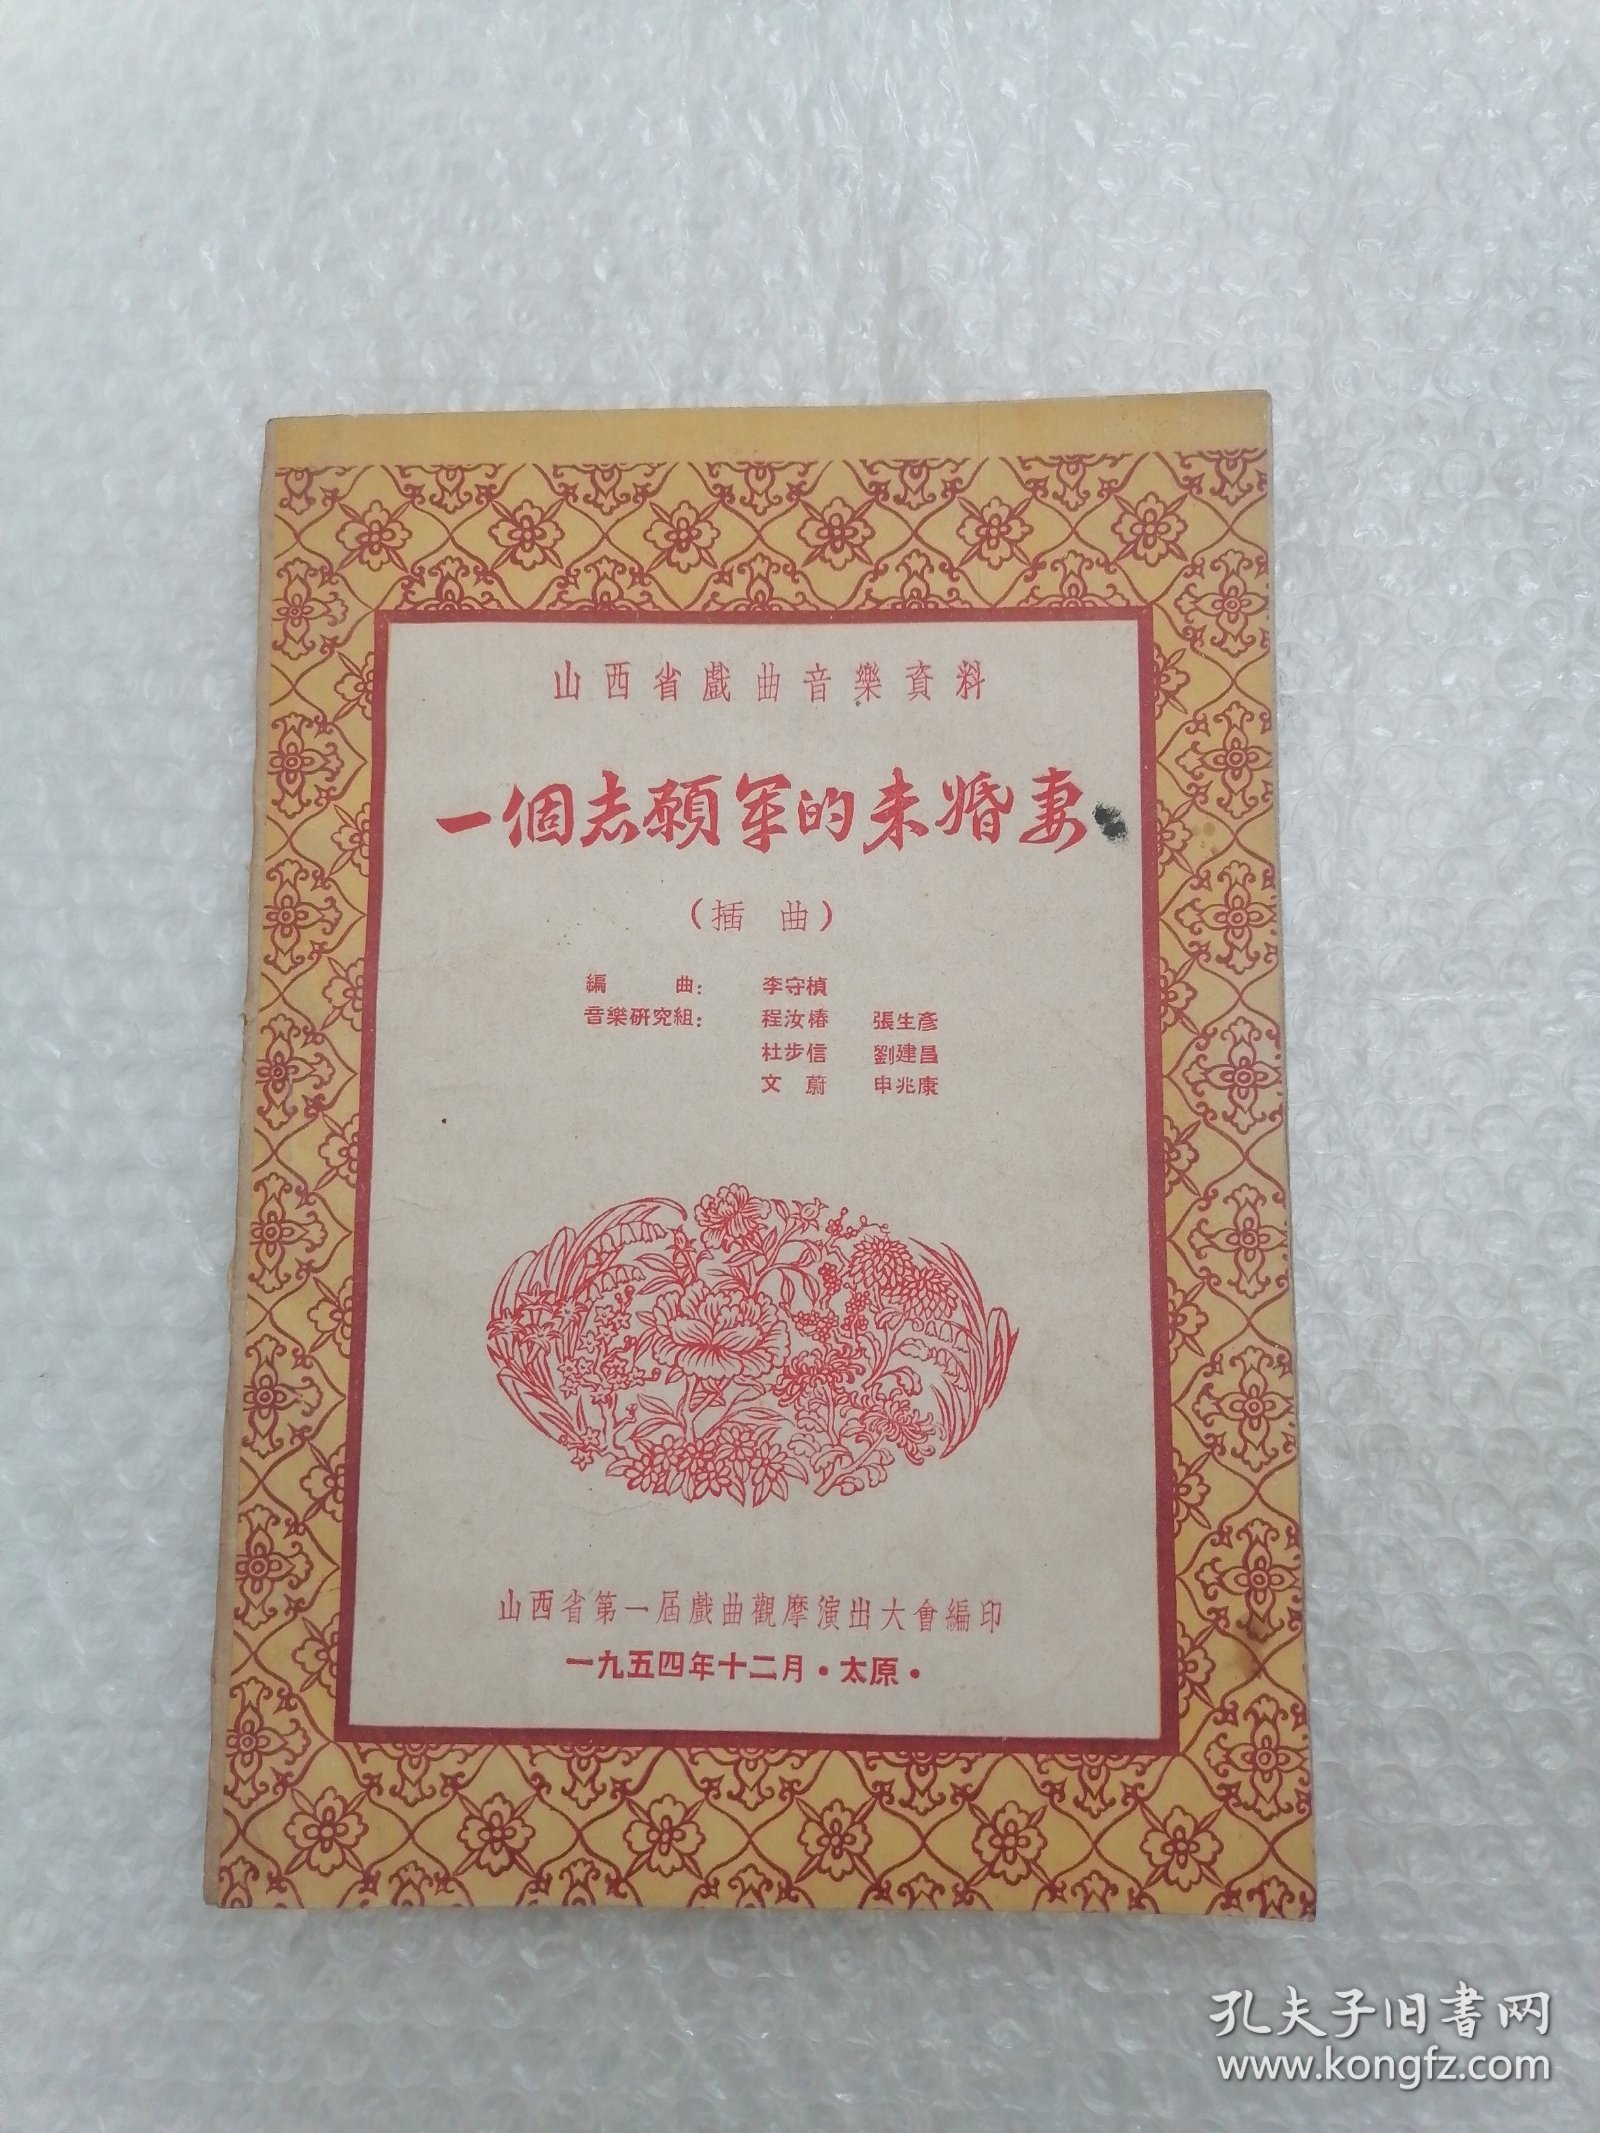 山西省戲曲音樂資料
一個志願軍的未婚妻
（插曲）
編曲：李守楨
音樂研究組：程汝椿 張生彥
杜步信 劉建昌
文蔚 申兆康
山西省第一届戲曲觀摩演出大會編印
一九五四年十二月·太原·
孔夫子旧書网
www.kongfz.com